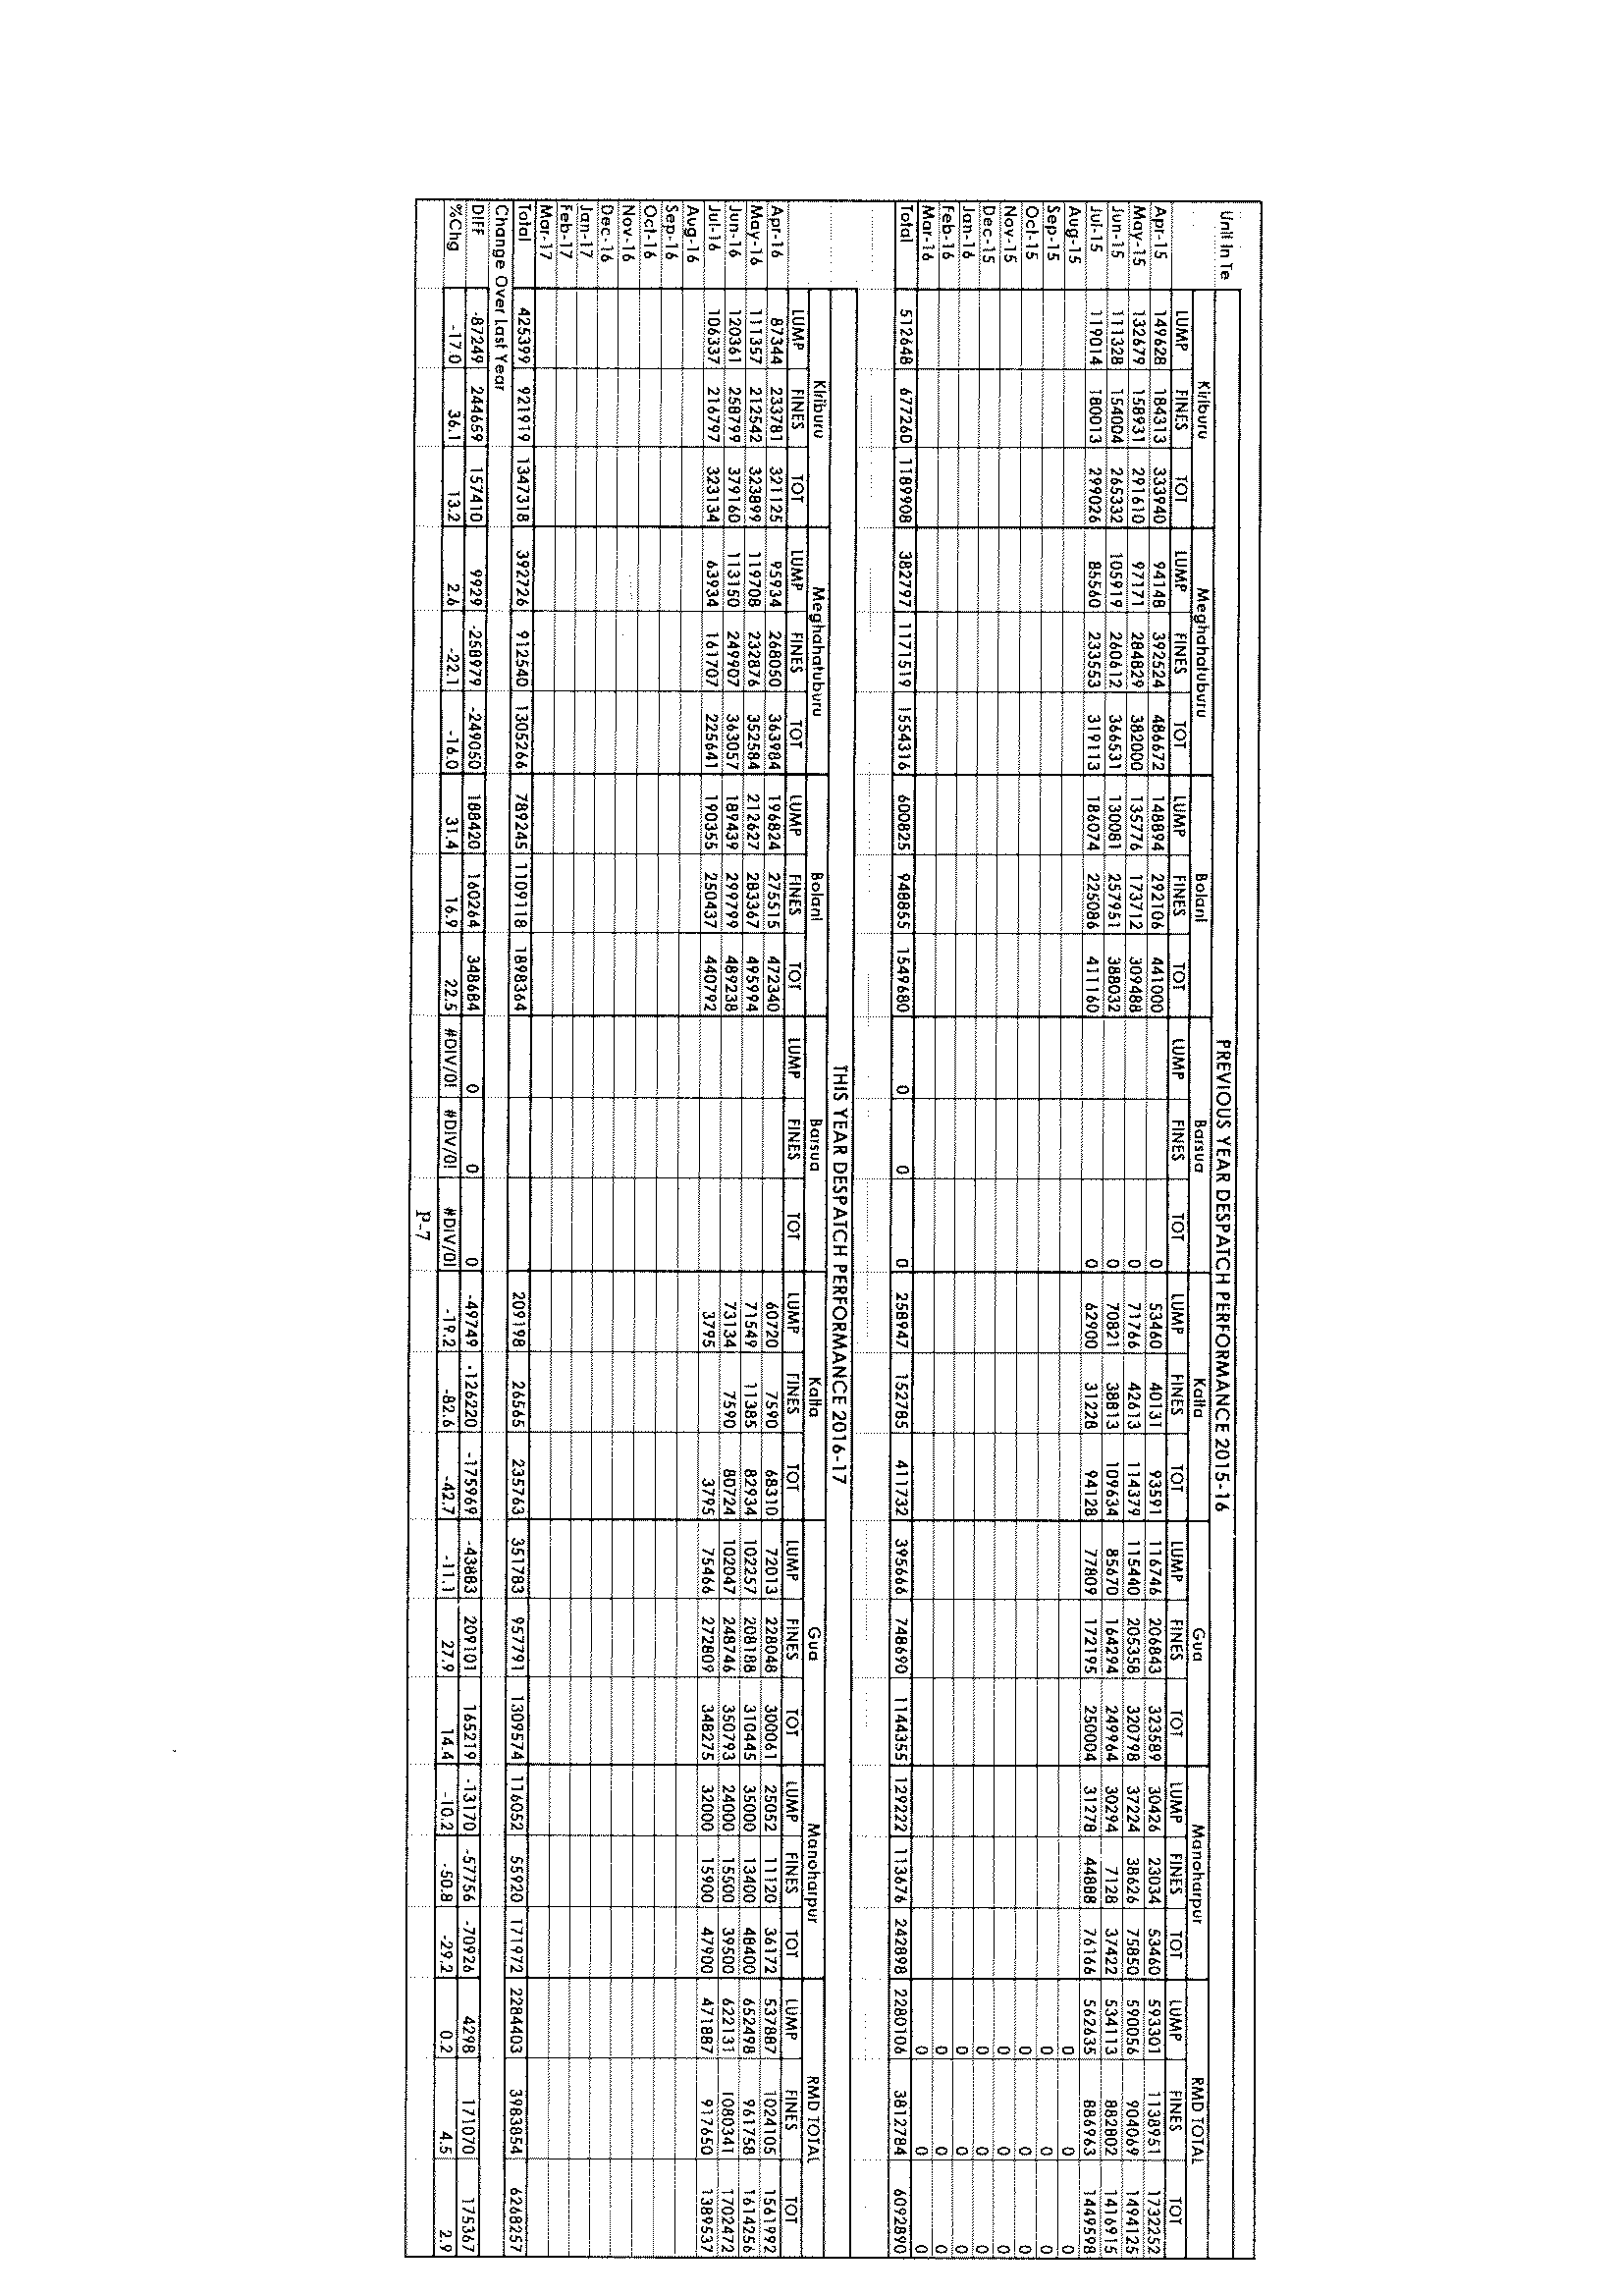 Unit in Te PREVIOUS YEAR DESPATCH PERFORMANCE 2015-16
Kiriburu Meghahatuburu Bolani Barsua Kalta Gua Manoharpur RMD TOTAL
LUMP FINES TOT LUMP FINES TOT LUMP FINES TOT LUMP FINES TOT LUMP FINES TOT LUMP FINES TOT LUMP FINES TOT LUMP FINES TOT
Apr-15 149628 184313 333940 94148 392524 486672 148894 292106 441000 0 53460 40131 93591 116746 206843 323589 30426 23034 53460 593301 1138951 1732252
May-15 132679 158931 291610 97171 284829 382000 135776 173712 309488 0 71766 42613 114379 115440 205358 320798 37224 38626 75850 590056 904069 1494125
Jun-15 111328 154004 265332 105919 260612 366531 130081 257951 388032 0 70821 38813 109634 85670 164294 249964 30294 7128 37422 534113 882802 1416915
Jul-15 119014 180013 299026 85560 233553 319113 186074 225086 411160 0 62900 31228 94128 77809 172195 250004 31278 44888 76166 562635 886963 1449598
Aug-15 0 0 0
Sep-15 0 0 0
Oct-15 0 0 0
Nov-15 0 0 0
Dec-15 0 0 0
Jan-16 0 0 0
Feb-16 0 0 0
Mar-16 0 0 0
Total 512648 677260 1189908 382797 1171519 1554316 600825 948855 1549680 0 0 0 258947 152785 411732 395666 748690 1144355 129222 113676 242898 2280106 3812784 6092890
THIS YEAR DESPATCH PERFORMANCE 2016-17
Kiriburu Meghahatuburu Bolani Barsua Kalta Gua Manoharpur RMD TOTAL
LUMP FINES TOT LUMP FINES TOT LUMP FINES TOT LUMP FINES TOT LUMP FINES TOT LUMP FINES TOT LUMP FINES TOT LUMP FINES TOT
Apr-16 87344 233781 321125 95934 268050 363984 196824 275515 472340 60720 7590 68310 72013 228048 300061 25052 11120 36172 537887 1024105 1561992
May-16 111357 212542 323899 119708 232876 352584 212627 283367 495994 71549 11385 82934 102257 208188 310445 35000 13400 48400 652498 961758 1614256
Jun-16 120361 258799 379160 113150 249907 363057 189439 299799 489238 73134 7590 80724 102047 248746 350793 24000 15500 39500 622131 1080341 1702472
Jul-16 106337 216797 323134 63934 161707 225641 190355 250437 440792 3795 3795 75466 272809 348275 32000 15900 47900 471887 917650 1389537
Aug-16
Sep-16
Oct-16
Nov-16
Dec-16
Jan-17
Feb-17
Mar-17
Total 425399 921919 1347318 392726 912540 1305266 789245 1109118 1898364 209198 26565 235763 351783 957791 1309574 116052 55920 171972 2284403 3983854 6268257
Change Over Last Year
DIFF -87249 244659 157410 9929 -258979 -249050 188420 160264 348684 0 0 0 -49749 -126220 -175969 -43883 209101 165219 -13170 -57756 -70926 4298 171070 175367
%Chg -17.0 36.1 13.2 2.6 -22.1 -16.0 31.4 16.9 22.5 #DIV/0! #DIV/0! #DIV/0! -19.2 -82.6 -42.7 -11.1 27.9 14.4 -10.2 -50.8 -29.2 0.2 4.5 2.9
P-7